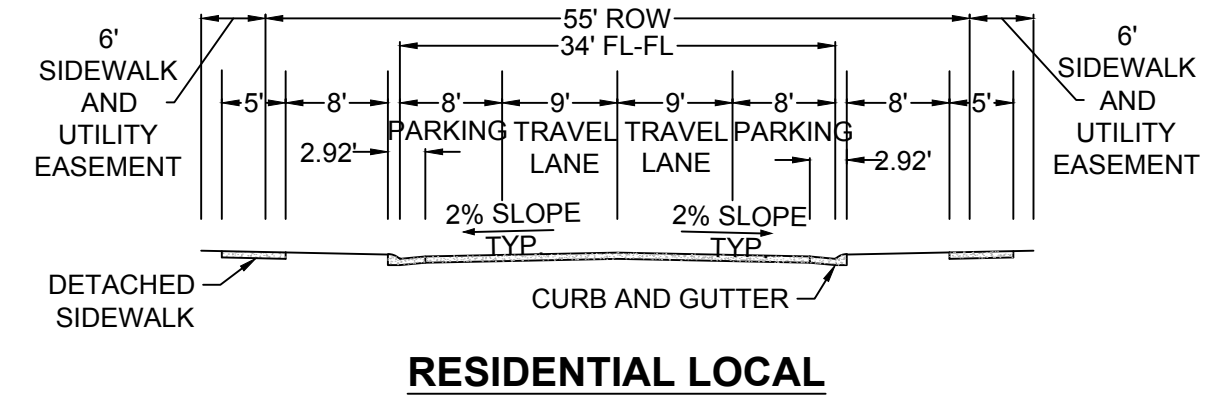 55' ROW
34' FL-FL
6'
SIDEWALK
AND
UTILITY
EASEMENT
6'
SIDEWALK
AND
UTILITY
EASEMENT
5' 8' 8' 9' 9' 8' 8' 5'
PARKING TRAVEL LANE TRAVEL LANE PARKING
2.92' 2.92'
2% SLOPE
TYP.
2% SLOPE
TYP.
DETACHED
SIDEWALK
CURB AND GUTTER
RESIDENTIAL LOCAL